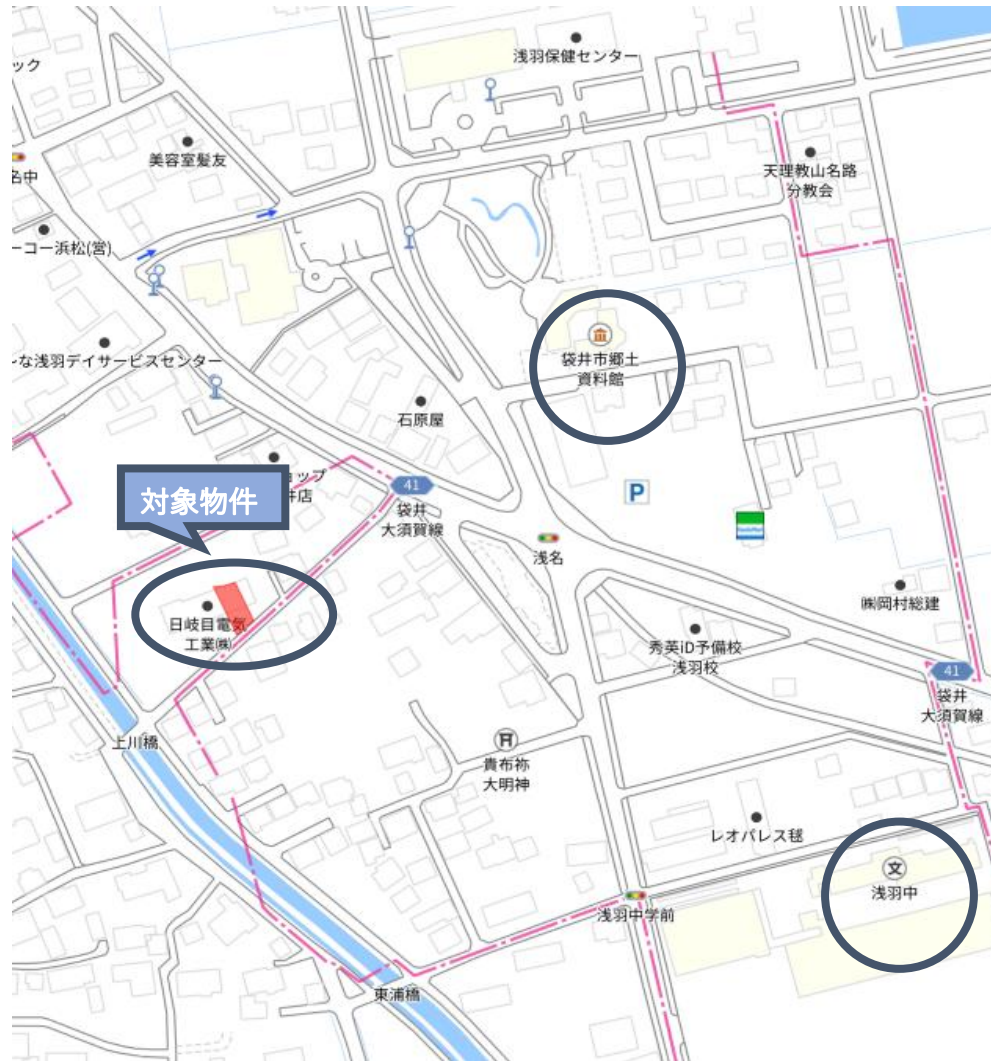 ック
浅羽保健センター
美容室髪友
名中
天理教山名路
分教会
ーコー浜松(営)
袋井市郷土
資料館
な浅羽デイサービスセンター
石原屋
対象物件
ョップ
井店
41
袋井
大須賀線
P
浅名
㈱岡村総建
日岐目電気
工業㈱
秀英iD予備校
浅羽校
41
袋井
大須賀線
上川橋
貴布祢
大明神
レオパレス毬
文
浅羽中
浅羽中学前
東浦橋